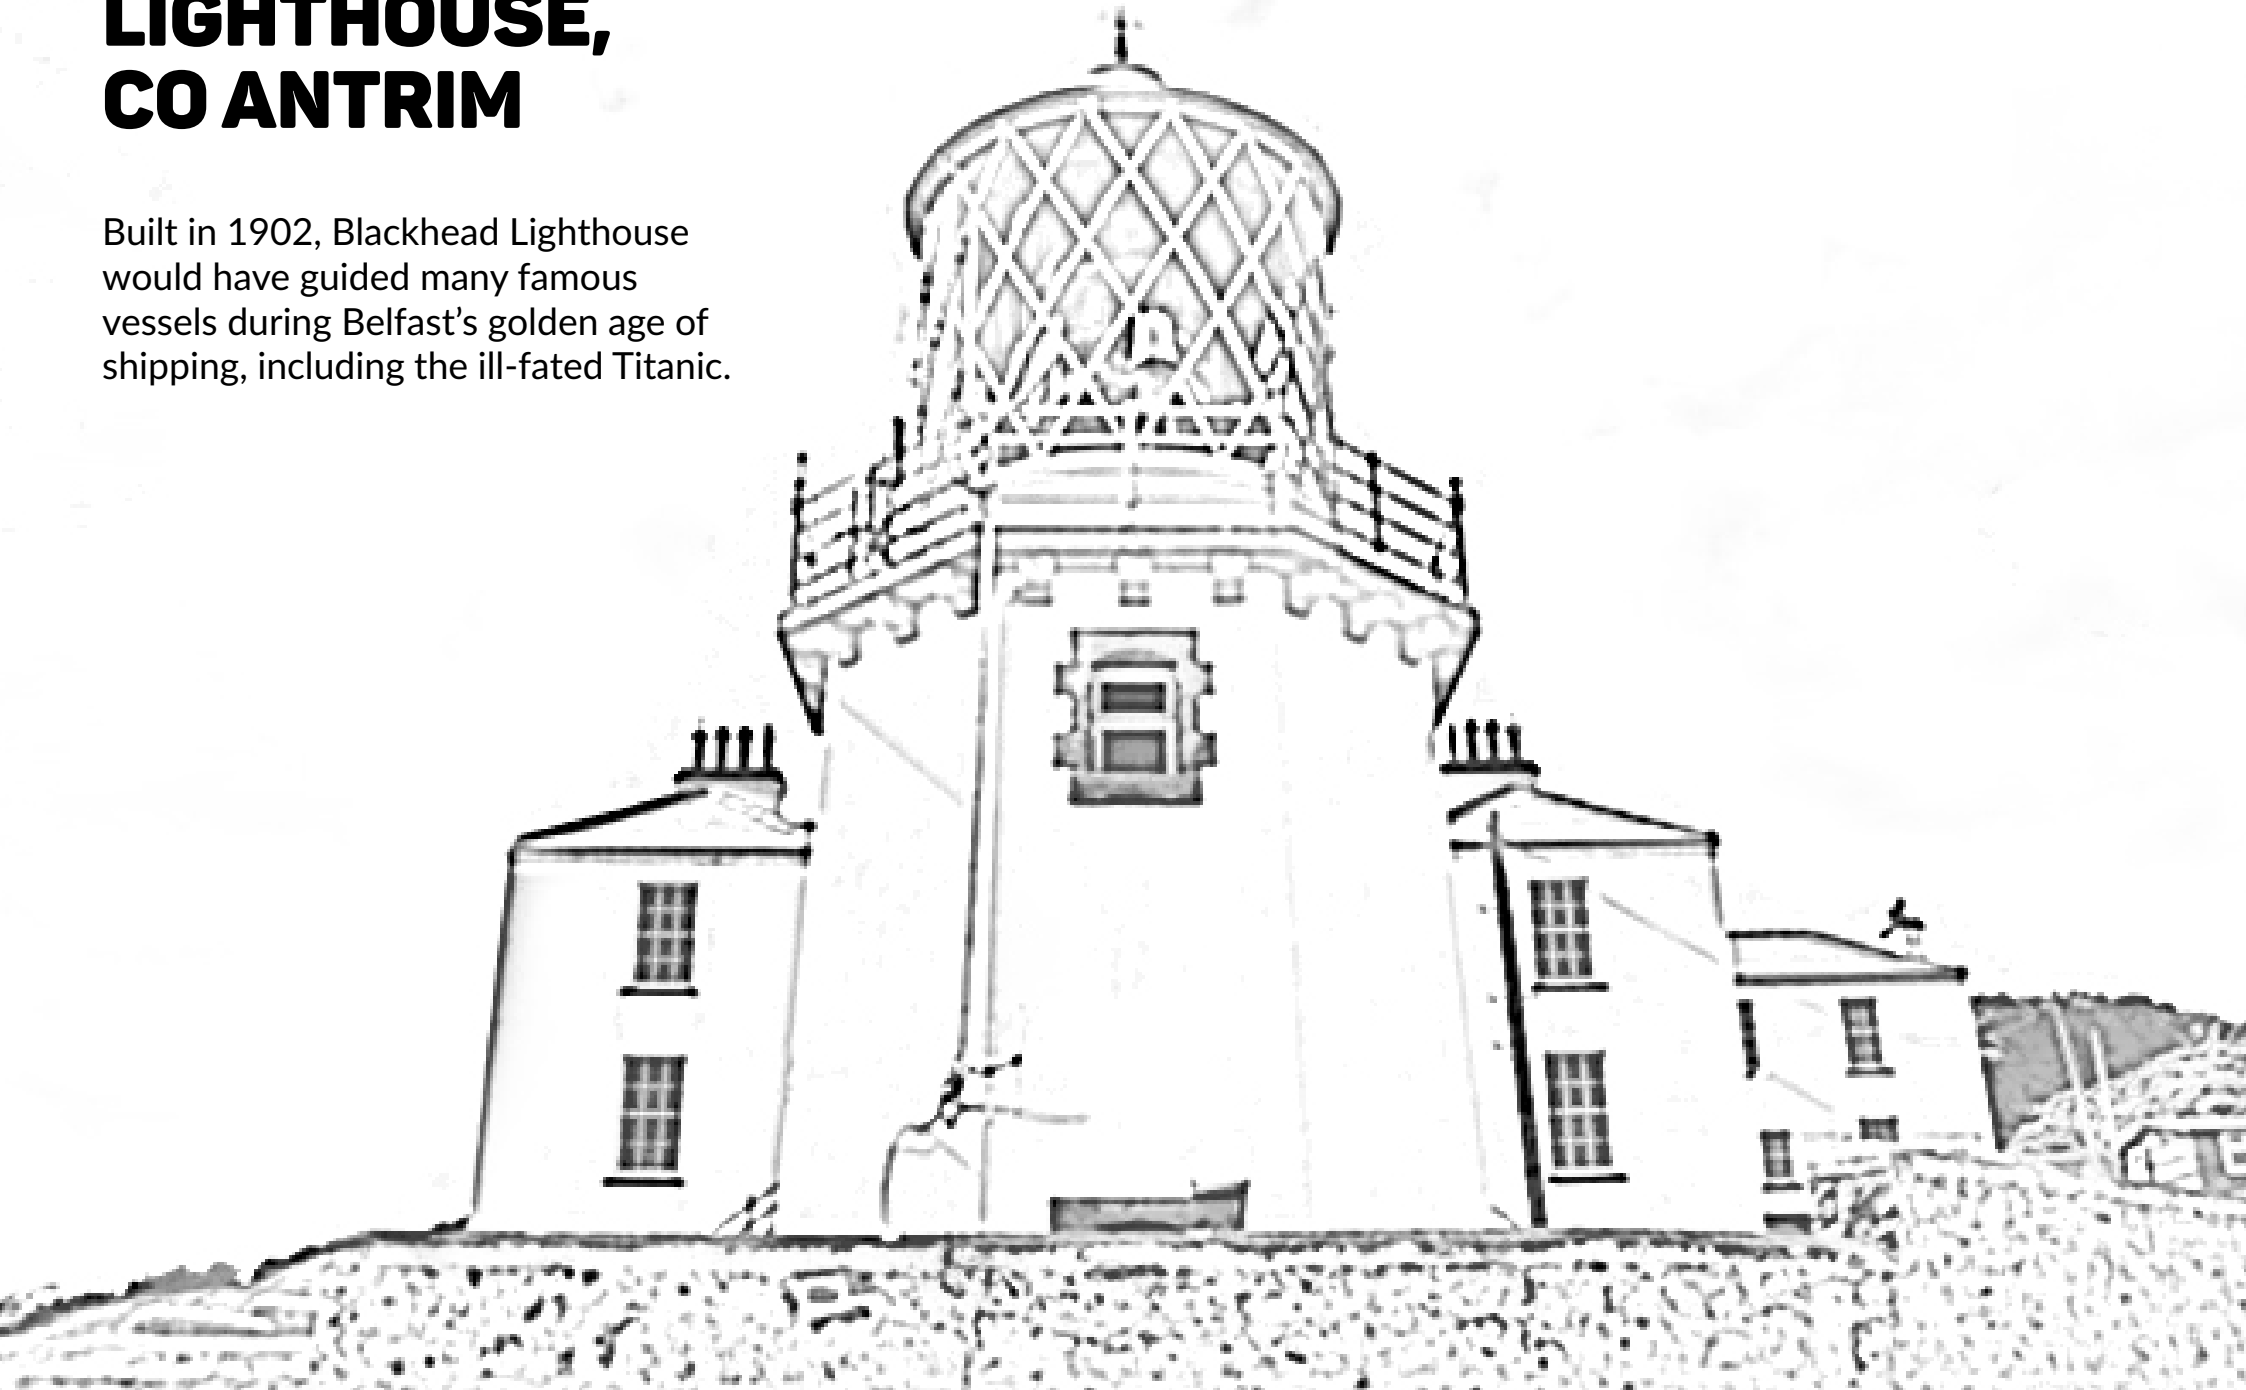 LIGHTHOUSE,
CO ANTRIM
Built in 1902, Blackhead Lighthouse
would have guided many famous
vessels during Belfast’s golden age of
shipping, including the ill-fated Titanic.